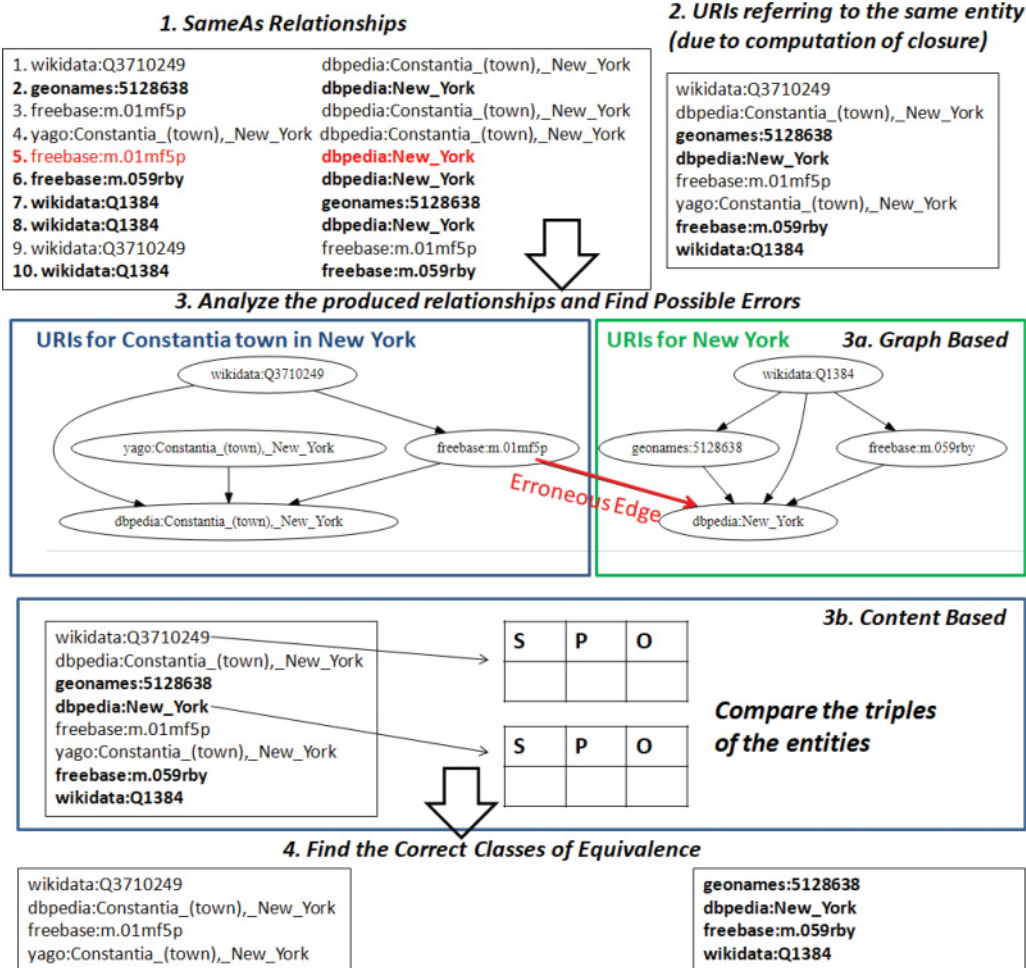 1. SameAs Relationships
2. URIs referring to the same entity
(due to computation of closure)
1. wikidata:Q3710249 dbpedia:Constantia_(town),_New_York
2. geonames:5128638 dbpedia:New_York
3. freebase:m.01mf5p dbpedia:Constantia_(town),_New_York
4. yago:Constantia_(town),_New_York dbpedia:Constantia_(town),_New_York
5. freebase:m.01mf5p dbpedia:New_York
6. freebase:m.059rby dbpedia:New_York
7. wikidata:Q1384 geonames:5128638
8. wikidata:Q1384 dbpedia:New_York
9. wikidata:Q3710249 freebase:m.01mf5p
10. wikidata:Q1384 freebase:m.059rby
wikidata:Q3710249
dbpedia:Constantia_(town),_New_York
geonames:5128638
dbpedia:New_York
freebase:m.01mf5p
yago:Constantia_(town),_New_York
freebase:m.059rby
wikidata:Q1384
3. Analyze the produced relationships and Find Possible Errors
URIs for Constantia town in New York
wikidata:Q3710249
yago:Constantia_(town),_New_York
freebase:m.01mf5p
dbpedia:Constantia_(town),_New_York
Erroneous Edge
URIs for New York
3a. Graph Based
wikidata:Q1384
geonames:5128638
freebase:m.059rby
dbpedia:New_York
3b. Content Based
wikidata:Q3710249
dbpedia:Constantia_(town),_New_York
geonames:5128638
dbpedia:New_York
freebase:m.01mf5p
yago:Constantia_(town),_New_York
freebase:m.059rby
wikidata:Q1384
S P O
S P O
Compare the triples
of the entities
4. Find the Correct Classes of Equivalence
wikidata:Q3710249
dbpedia:Constantia_(town),_New_York
freebase:m.01mf5p
yago:Constantia_(town),_New_York
geonames:5128638
dbpedia:New_York
freebase:m.059rby
wikidata:Q1384